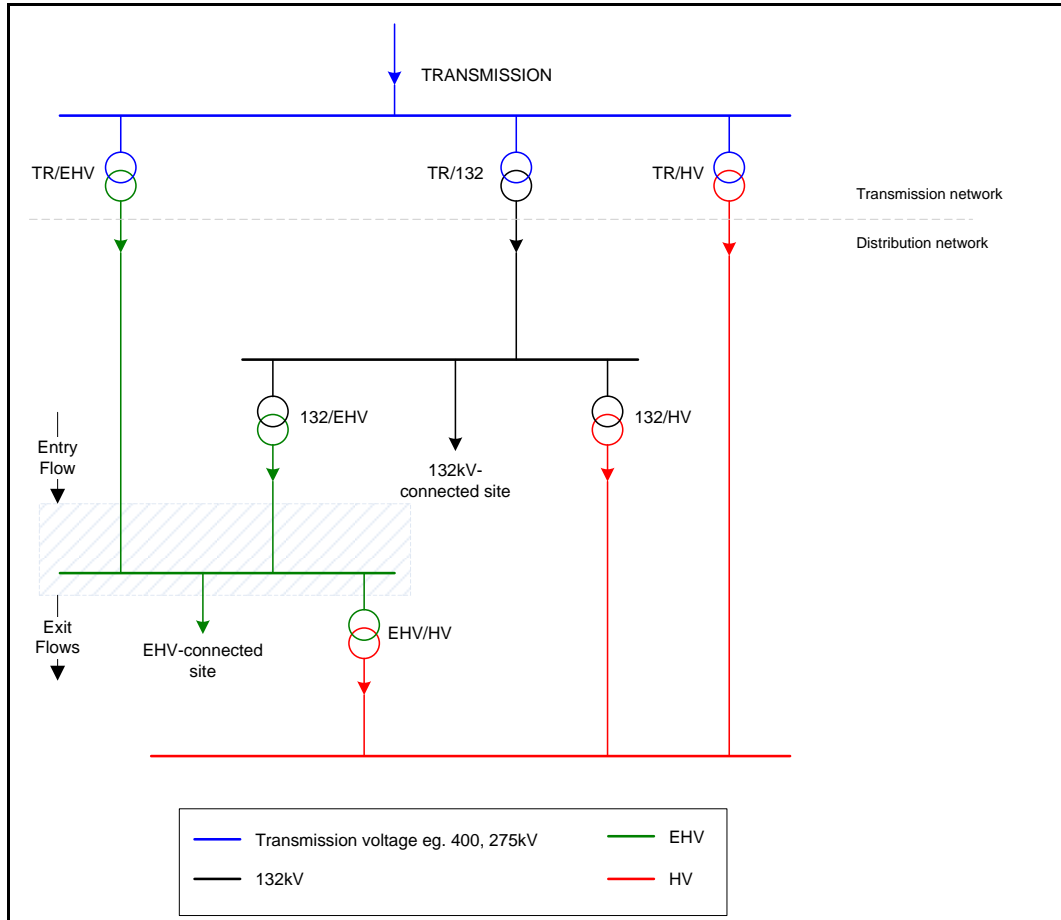 TRANSMISSION
TR/EHV
TR/132
TR/HV
Transmission network
Distribution network
132/EHV
132/HV
Entry
Flow
132kV-
connected site
Exit
Flows
EHV/HV
EHV-connected
site
Transmission voltage eg. 400, 275kV
EHV
132kV
HV